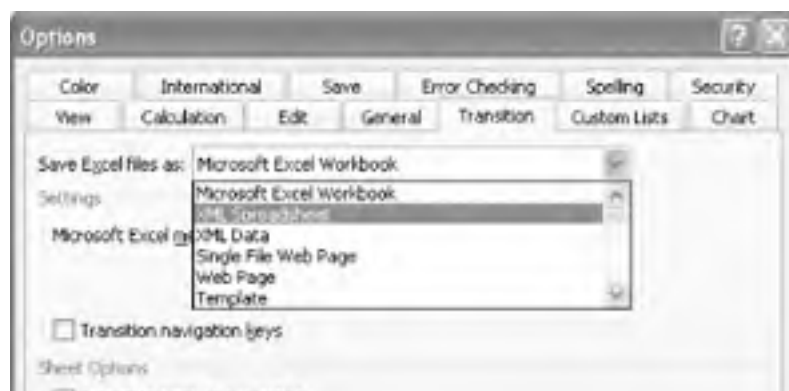 Options
Color International Save Error Checking Spelling Security
View Calculation Edit General Transition Custom Lists Chart
Save Excel files as: Microsoft Excel Workbook
Settings
Microsoft Excel Workbook
XML Spreadsheet
Microsoft Excel XML Data
Single File Web Page
Web Page
Template
Transition navigation keys
Sheet Options